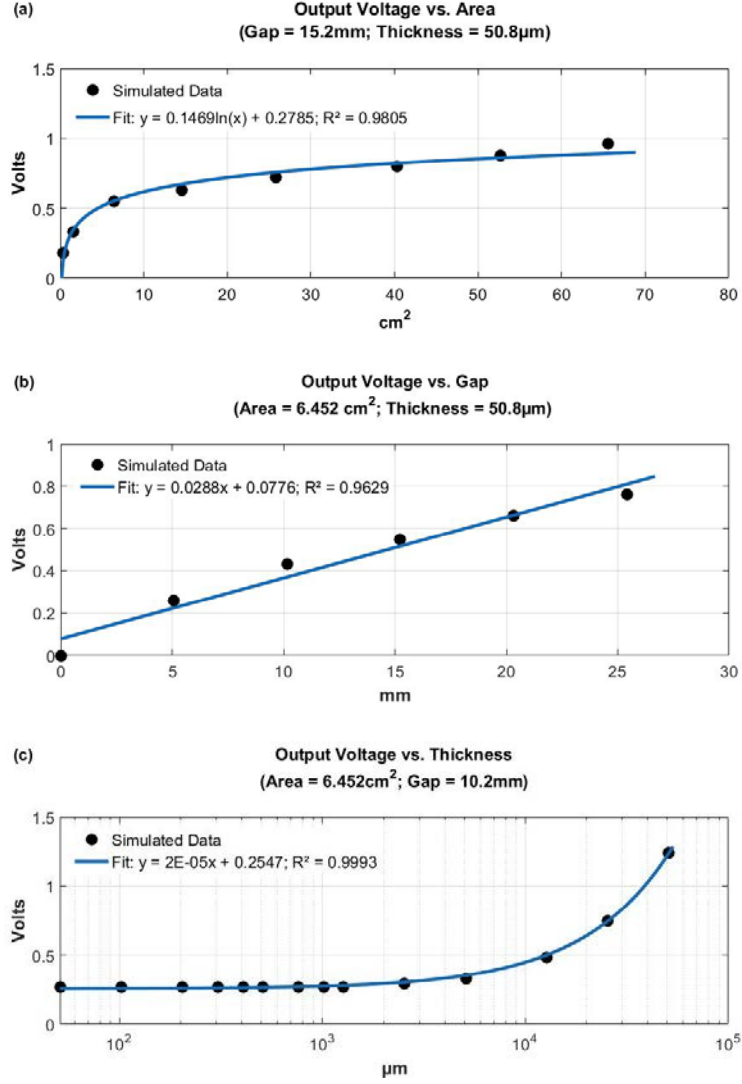 (a)
Output Voltage vs. Area
(Gap = 15.2mm; Thickness = 50.8µm)
1.5
1
0.5
0
Volts
Simulated Data
Fit: y = 0.1469ln(x) + 0.2785; R² = 0.9805
0 10 20 30 40 50 60 70 80
cm²
(b)
Output Voltage vs. Gap
(Area = 6.452 cm²; Thickness = 50.8µm)
1
0.8
0.6
0.4
0.2
0
Volts
Simulated Data
Fit: y = 0.0288x + 0.0776; R² = 0.9629
0 5 10 15 20 25 30
mm
(c)
Output Voltage vs. Thickness
(Area = 6.452cm²; Gap = 10.2mm)
1.5
1
0.5
0
Volts
Simulated Data
Fit: y = 2E-05x + 0.2547; R² = 0.9993
10² 10³ 10⁴ 10⁵
µm